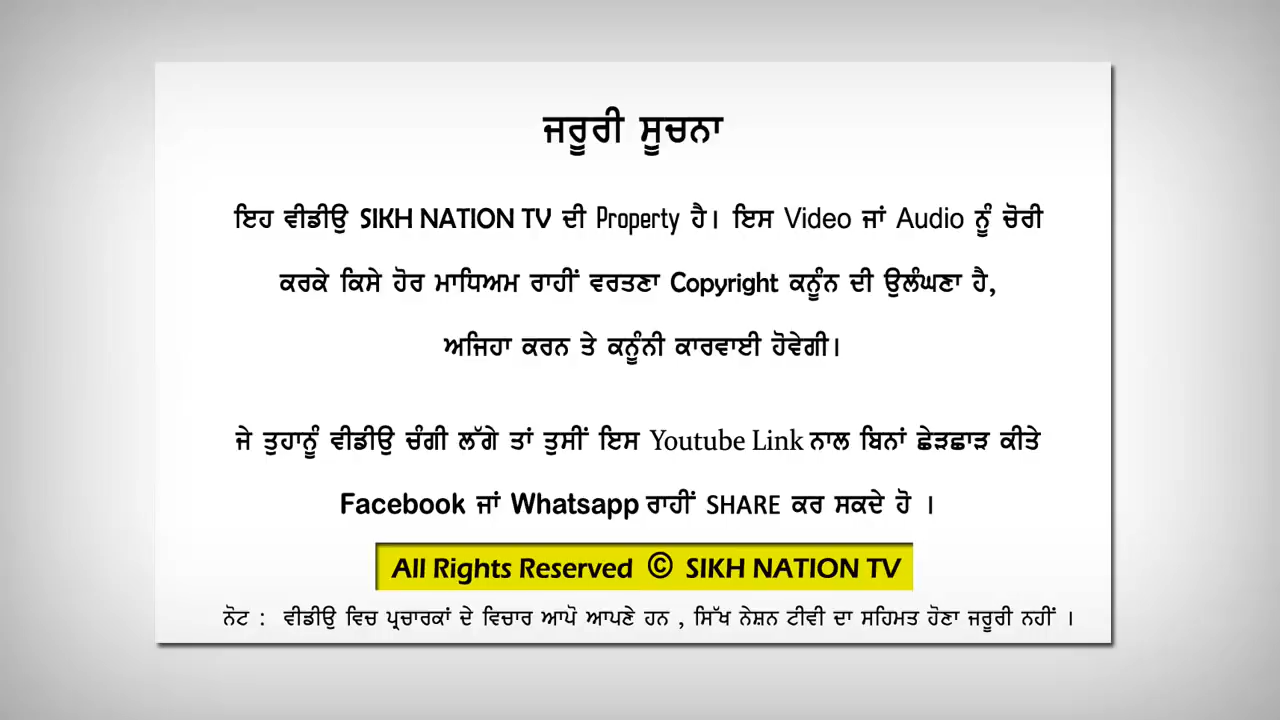 ਜਰੂਰੀ ਸੂਚਨਾ
ਇਹ ਵੀਡੀਉ SIKH NATION TV ਦੀ Property ਹੈ। ਇਸ Video ਜਾਂ Audio ਨੂੰ ਚੋਰੀ
ਕਰਕੇ ਕਿਸੇ ਹੋਰ ਮਾਧਿਅਮ ਰਾਹੀਂ ਵਰਤਣਾ Copyright ਕਨੂੰਨ ਦੀ ਉਲੰਘਣਾ ਹੈ,
ਅਜਿਹਾ ਕਰਨ ਤੇ ਕਨੂੰਨੀ ਕਾਰਵਾਈ ਹੋਵੇਗੀ।
ਜੇ ਤੁਹਾਨੂੰ ਵੀਡੀਉ ਚੰਗੀ ਲੱਗੇ ਤਾਂ ਤੁਸੀਂ ਇਸ Youtube Link ਨਾਲ ਬਿਨਾਂ ਛੇੜਛਾੜ ਕੀਤੇ
Facebook ਜਾਂ Whatsapp ਰਾਹੀਂ SHARE ਕਰ ਸਕਦੇ ਹੋ ।
All Rights Reserved © SIKH NATION TV
ਨੋਟ : ਵੀਡੀਉ ਵਿਚ ਪ੍ਰਚਾਰਕਾਂ ਦੇ ਵਿਚਾਰ ਆਪੋ ਆਪਣੇ ਹਨ , ਸਿੱਖ ਨੇਸ਼ਨ ਟੀਵੀ ਦਾ ਸਹਿਮਤ ਹੋਣਾ ਜਰੂਰੀ ਨਹੀਂ ।